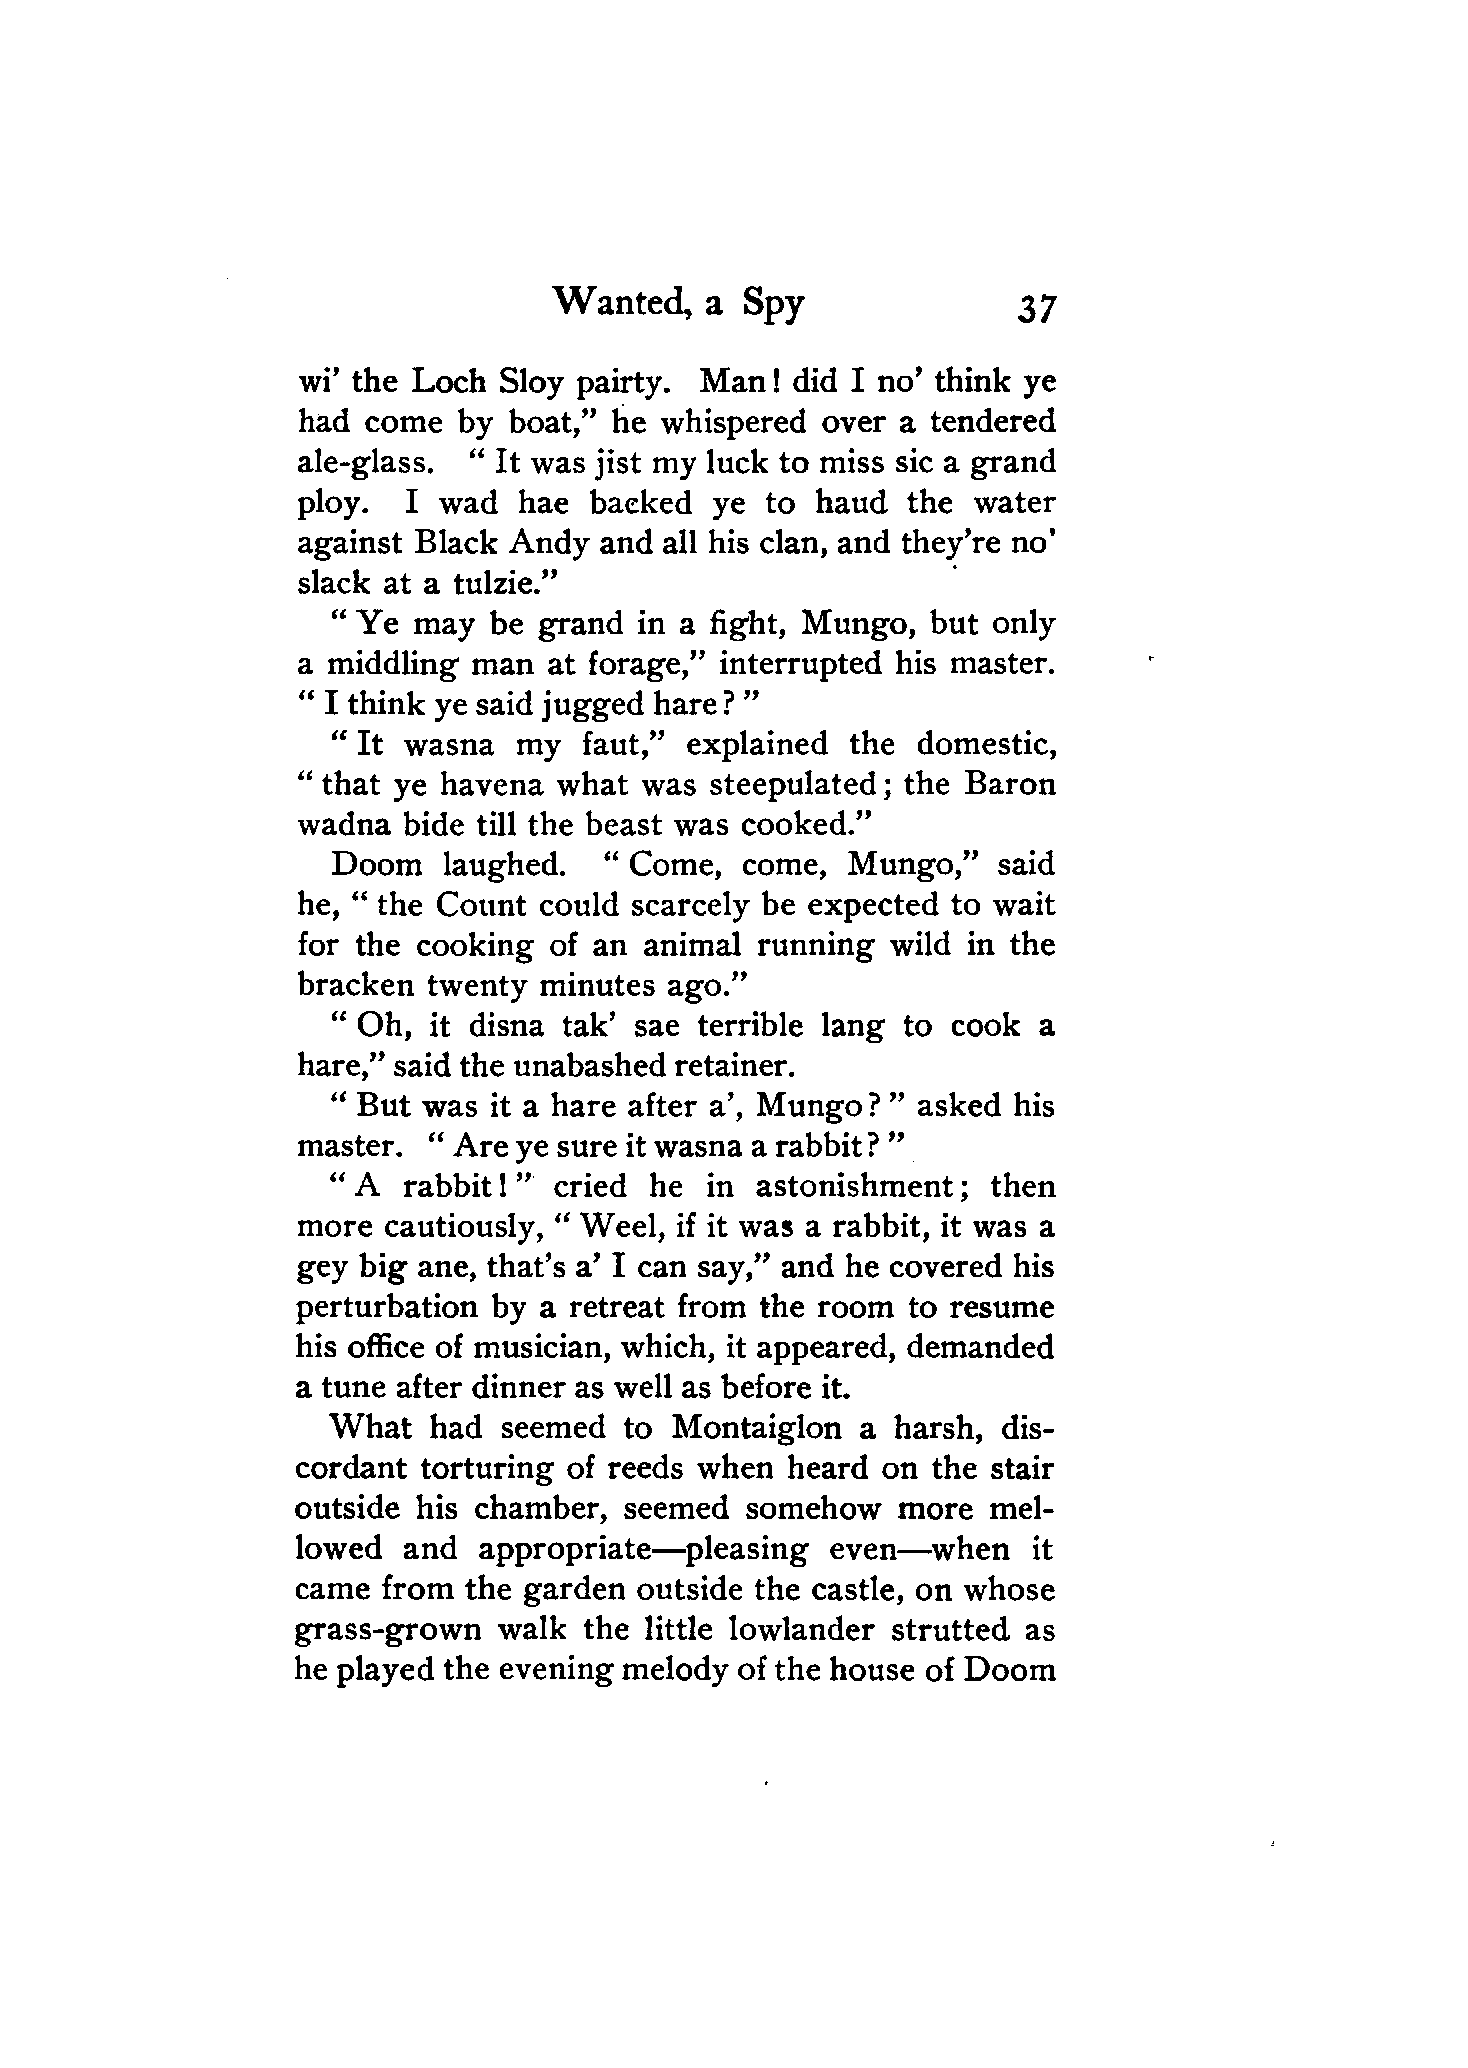 Wanted, a Spy 37
wi' the Loch Sloy pairty. Man! did I no' think ye
had come by boat," he whispered over a tendered
ale-glass. "It was jist my luck to miss sic a grand
ploy. I wad hae backed ye to haud the water
against Black Andy and all his clan, and they're no'
slack at a tulzie."
"Ye may be grand in a fight, Mungo, but only
a middling man at forage," interrupted his master.
"I think ye said jugged hare?"
"It wasna my faut," explained the domestic,
"that ye havena what was steepulated; the Baron
wadna bide till the beast was cooked."
Doom laughed. "Come, come, Mungo," said
he, "the Count could scarcely be expected to wait
for the cooking of an animal running wild in the
bracken twenty minutes ago."
"Oh, it disna tak' sae terrible lang to cook a
hare," said the unabashed retainer.
"But was it a hare after a', Mungo?" asked his
master. "Are ye sure it wasna a rabbit?"
"A rabbit!" cried he in astonishment; then
more cautiously, "Weel, if it was a rabbit, it was a
gey big ane, that's a' I can say," and he covered his
perturbation by a retreat from the room to resume
his office of musician, which, it appeared, demanded
a tune after dinner as well as before it.
What had seemed to Montaiglon a harsh, dis-
cordant torturing of reeds when heard on the stair
outside his chamber, seemed somehow more mel-
lowed and appropriate—pleasing even—when it
came from the garden outside the castle, on whose
grass-grown walk the little lowlander strutted as
he played the evening melody of the house of Doom